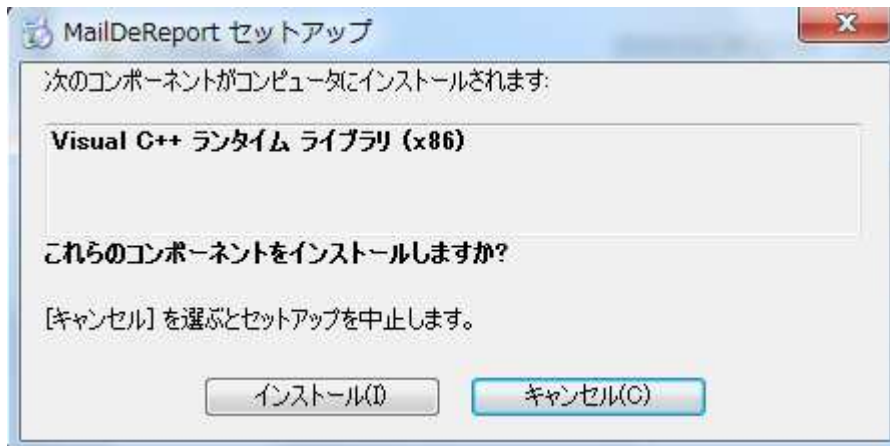 MailDeReport セットアップ
次のコンポーネントがコンピュータにインストールされます:
Visual C++ ランタイム ライブラリ (x86)
これらのコンポーネントをインストールしますか?
[キャンセル] を選ぶとセットアップを中止します。
インストール(I)
キャンセル(C)